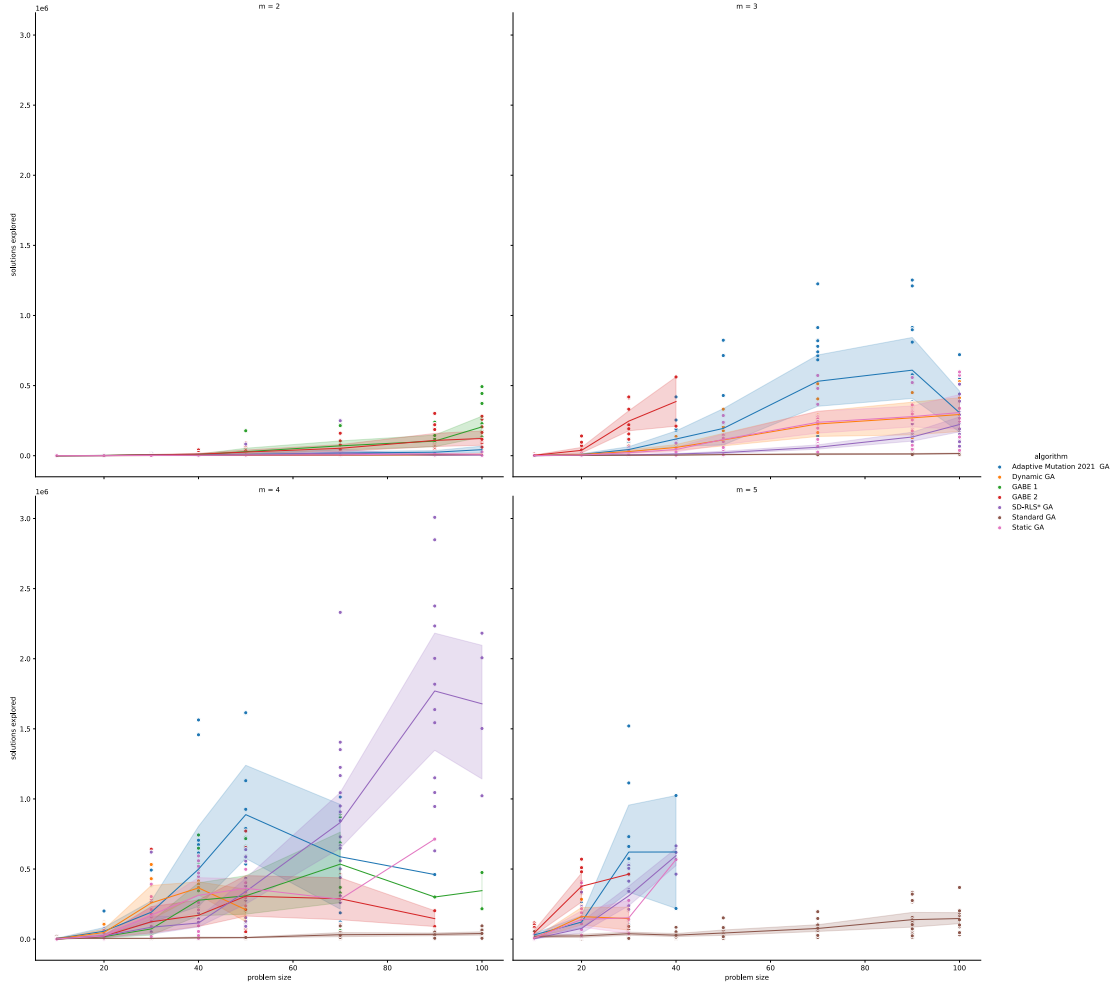 1e6
m = 2
m = 3
3.0
2.5
2.0
solutions explored
1.5
1.0
0.5
0.0
algorithm
Adaptive Mutation 2021 GA
Dynamic GA
GABE 1
GABE 2
SD-RLS* GA
Standard GA
Static GA
1e6
m = 4
m = 5
3.0
2.5
2.0
solutions explored
1.5
1.0
0.5
0.0
20 40 60 80 100
problem size
20 40 60 80 100
problem size